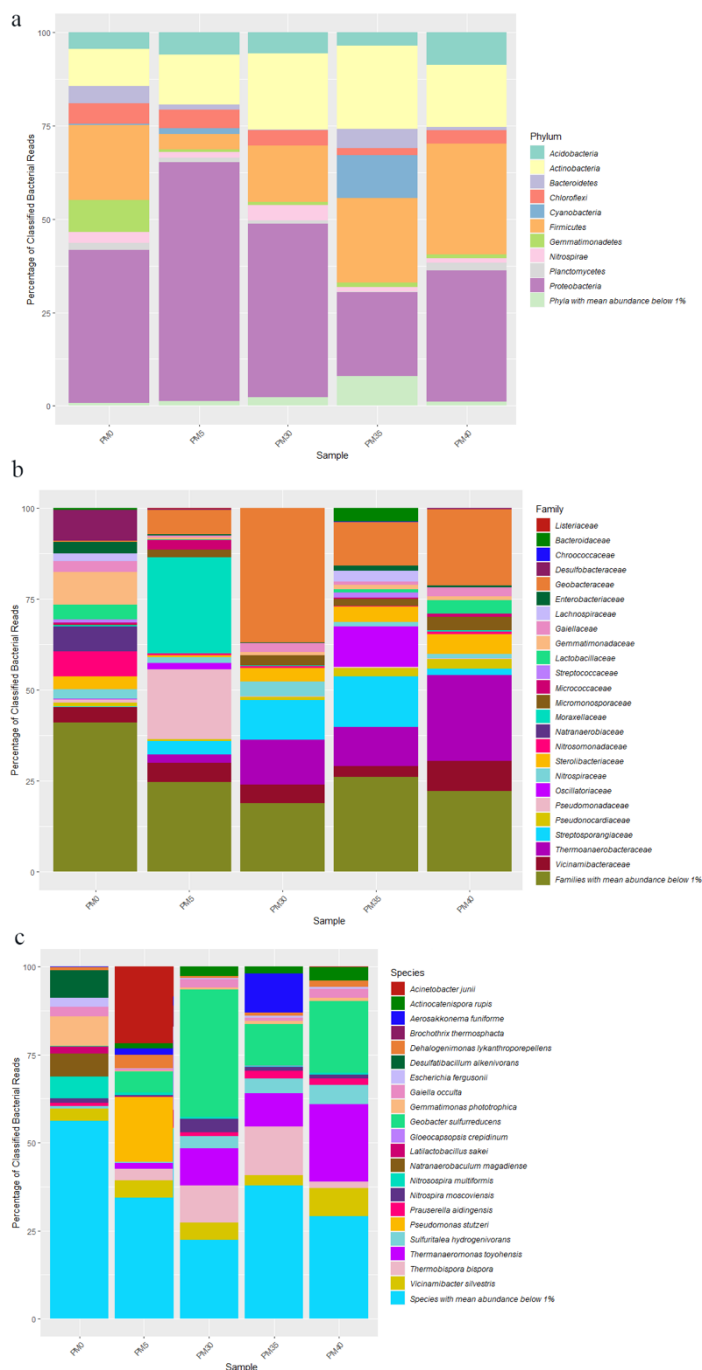 a
100
75
50
25
0
Percentage of Classified Bacterial Reads
PM0
PM5
PM30
PM35
PM40
Sample
Phylum
Acidobacteria
Actinobacteria
Bacteroidetes
Chloroflexi
Cyanobacteria
Firmicutes
Gemmatimonadetes
Nitrospirae
Planctomycetes
Proteobacteria
Phyla with mean abundance below 1%
b
100
75
50
25
0
Percentage of Classified Bacterial Reads
PM0
PM5
PM30
PM35
PM40
Sample
Family
Listeriaceae
Bacteroidaceae
Chroococcaceae
Desulfobacteraceae
Geobacteraceae
Enterobacteriaceae
Lachnospiraceae
Gaiellaceae
Gemmatimonadaceae
Lactobacillaceae
Streptococcaceae
Micrococcaceae
Micromonosporaceae
Moraxellaceae
Natranaerobiaceae
Nitrosomonadaceae
Sterolibacteriaceae
Nitrospiraceae
Oscillatoriaceae
Pseudomonadaceae
Pseudonocardiaceae
Streptosporangiaceae
Thermoanaerobacteraceae
Vicinamibacteraceae
Families with mean abundance below 1%
c
100
75
50
25
0
Percentage of Classified Bacterial Reads
PM0
PM5
PM30
PM35
PM40
Sample
Species
Acinetobacter junii
Actinocatenispora rupis
Aerosakkonema funiforme
Brochothrix thermosphacta
Dehalogenimonas lykanthroporepellens
Desulfatibacillum alkenivorans
Escherichia fergusonii
Gaiella occulta
Gemmatimonas phototrophica
Geobacter sulfurreducens
Gloeocapsopsis crepidinum
Latilactobacillus sakei
Natranaerobaculum magadiense
Nitrosospira multiformis
Nitrospira moscoviensis
Prauserella aidingensis
Pseudomonas stutzeri
Sulfuritalea hydrogenivorans
Thermanaeromonas toyohensis
Thermobispora bispora
Vicinamibacter silvestris
Species with mean abundance below 1%